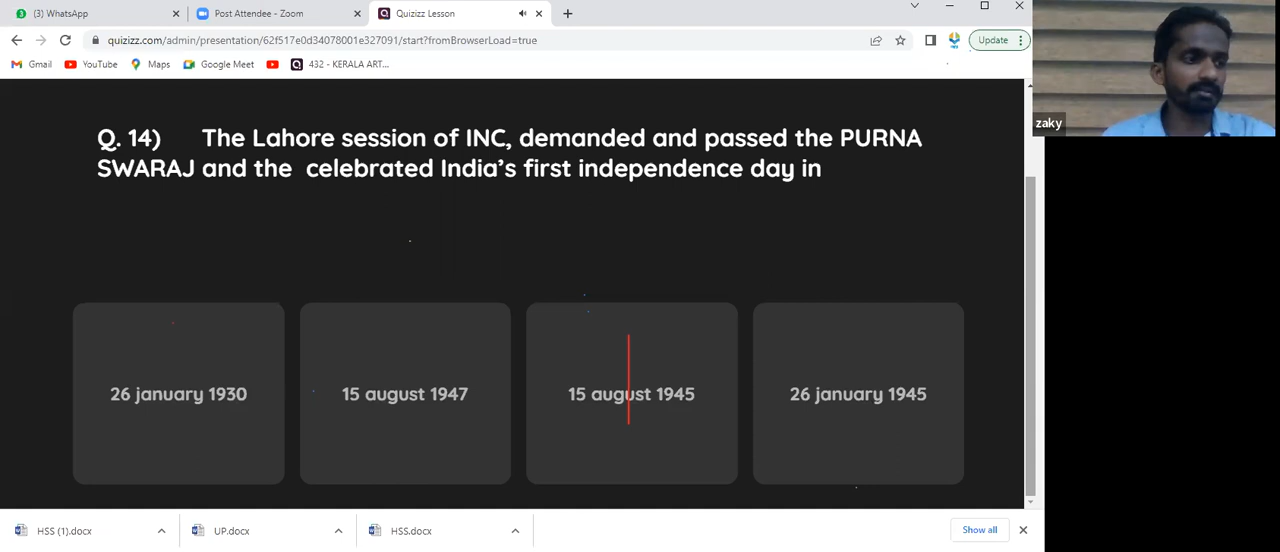 3
(3) WhatsApp
Post Attendee - Zoom
Quizizz Lesson
quizizz.com/admin/presentation/62f517e0d34078001e327091/start?fromBrowserLoad=true
Update
Gmail
YouTube
Maps
Google Meet
432 - KERALA ART...
zaky
Q. 14) The Lahore session of INC, demanded and passed the PURNA
SWARAJ and the celebrated India's first independence day in
26 january 1930
15 august 1947
15 august 1945
26 january 1945
HSS (1).docx
UP.docx
HSS.docx
Show all